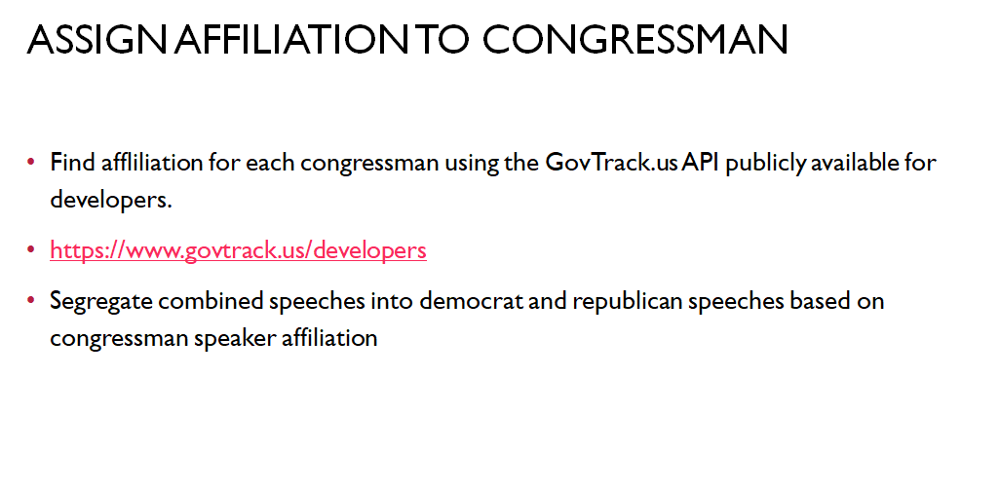 ASSIGN AFFILIATION TO CONGRESSMAN
• Find affliliation for each congressman using the GovTrack.us API publicly available for
developers.
• https://www.govtrack.us/developers
• Segregate combined speeches into democrat and republican speeches based on
congressman speaker affiliation